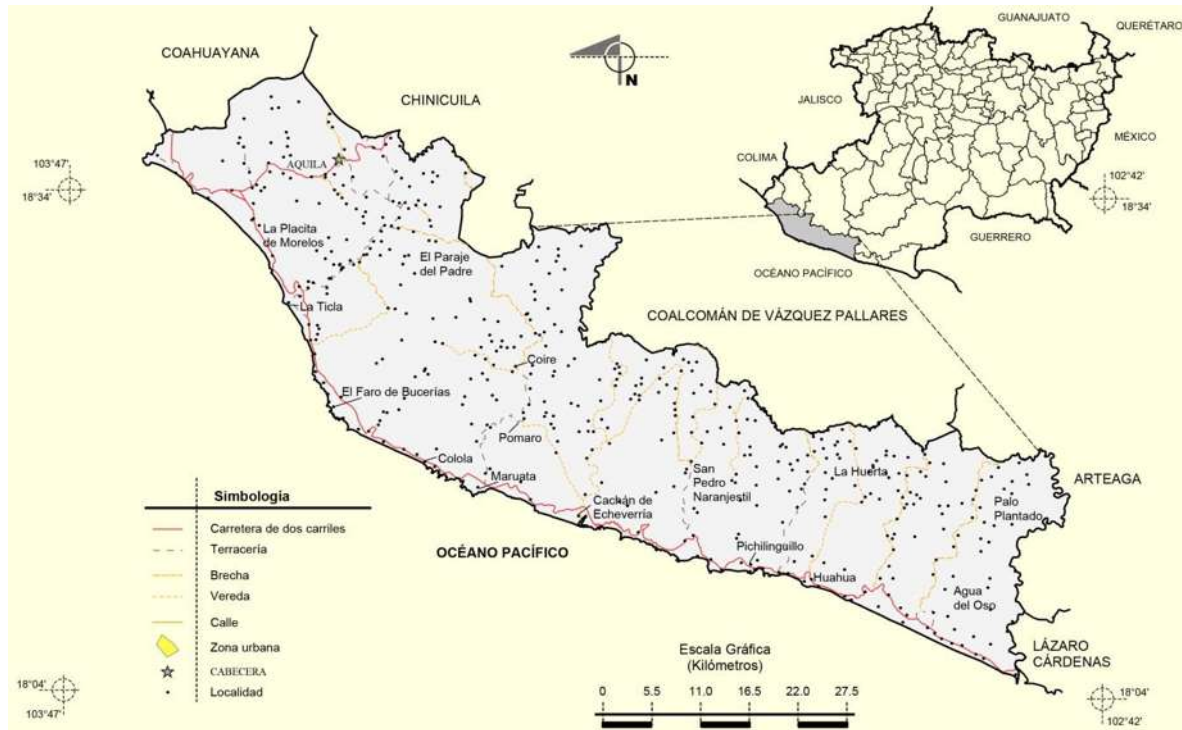 COAHUAYANA
CHINICUILA
N
GUANAJUATO
QUERÉTARO
JALISCO
MÉXICO
COLIMA
GUERRERO
OCÉANO PACÍFICO
103°47'
18°34'
102°42'
18°34'
AQUILA
La Placita
de Morelos
El Paraje
del Padre
La Ticla
COALCOMÁN DE VÁZQUEZ PALLARES
Coire
El Faro de Bucerías
Pomaro
Colola
Maruata
San
Pedro
Naranjestil
La Huerta
ARTEAGA
Palo
Plantado
Cachán de
Echeverría
OCÉANO PACÍFICO
Pichilinguillo
Huahua
Agua
del Oso
LÁZARO
CÁRDENAS
Simbología
Carretera de dos carriles
Terracería
Brecha
Vereda
Calle
Zona urbana
CABECERA
Localidad
Escala Gráfica
(Kilómetros)
0 5.5 11.0 16.5 22.0 27.5
18°04'
103°47'
18°04'
102°42'